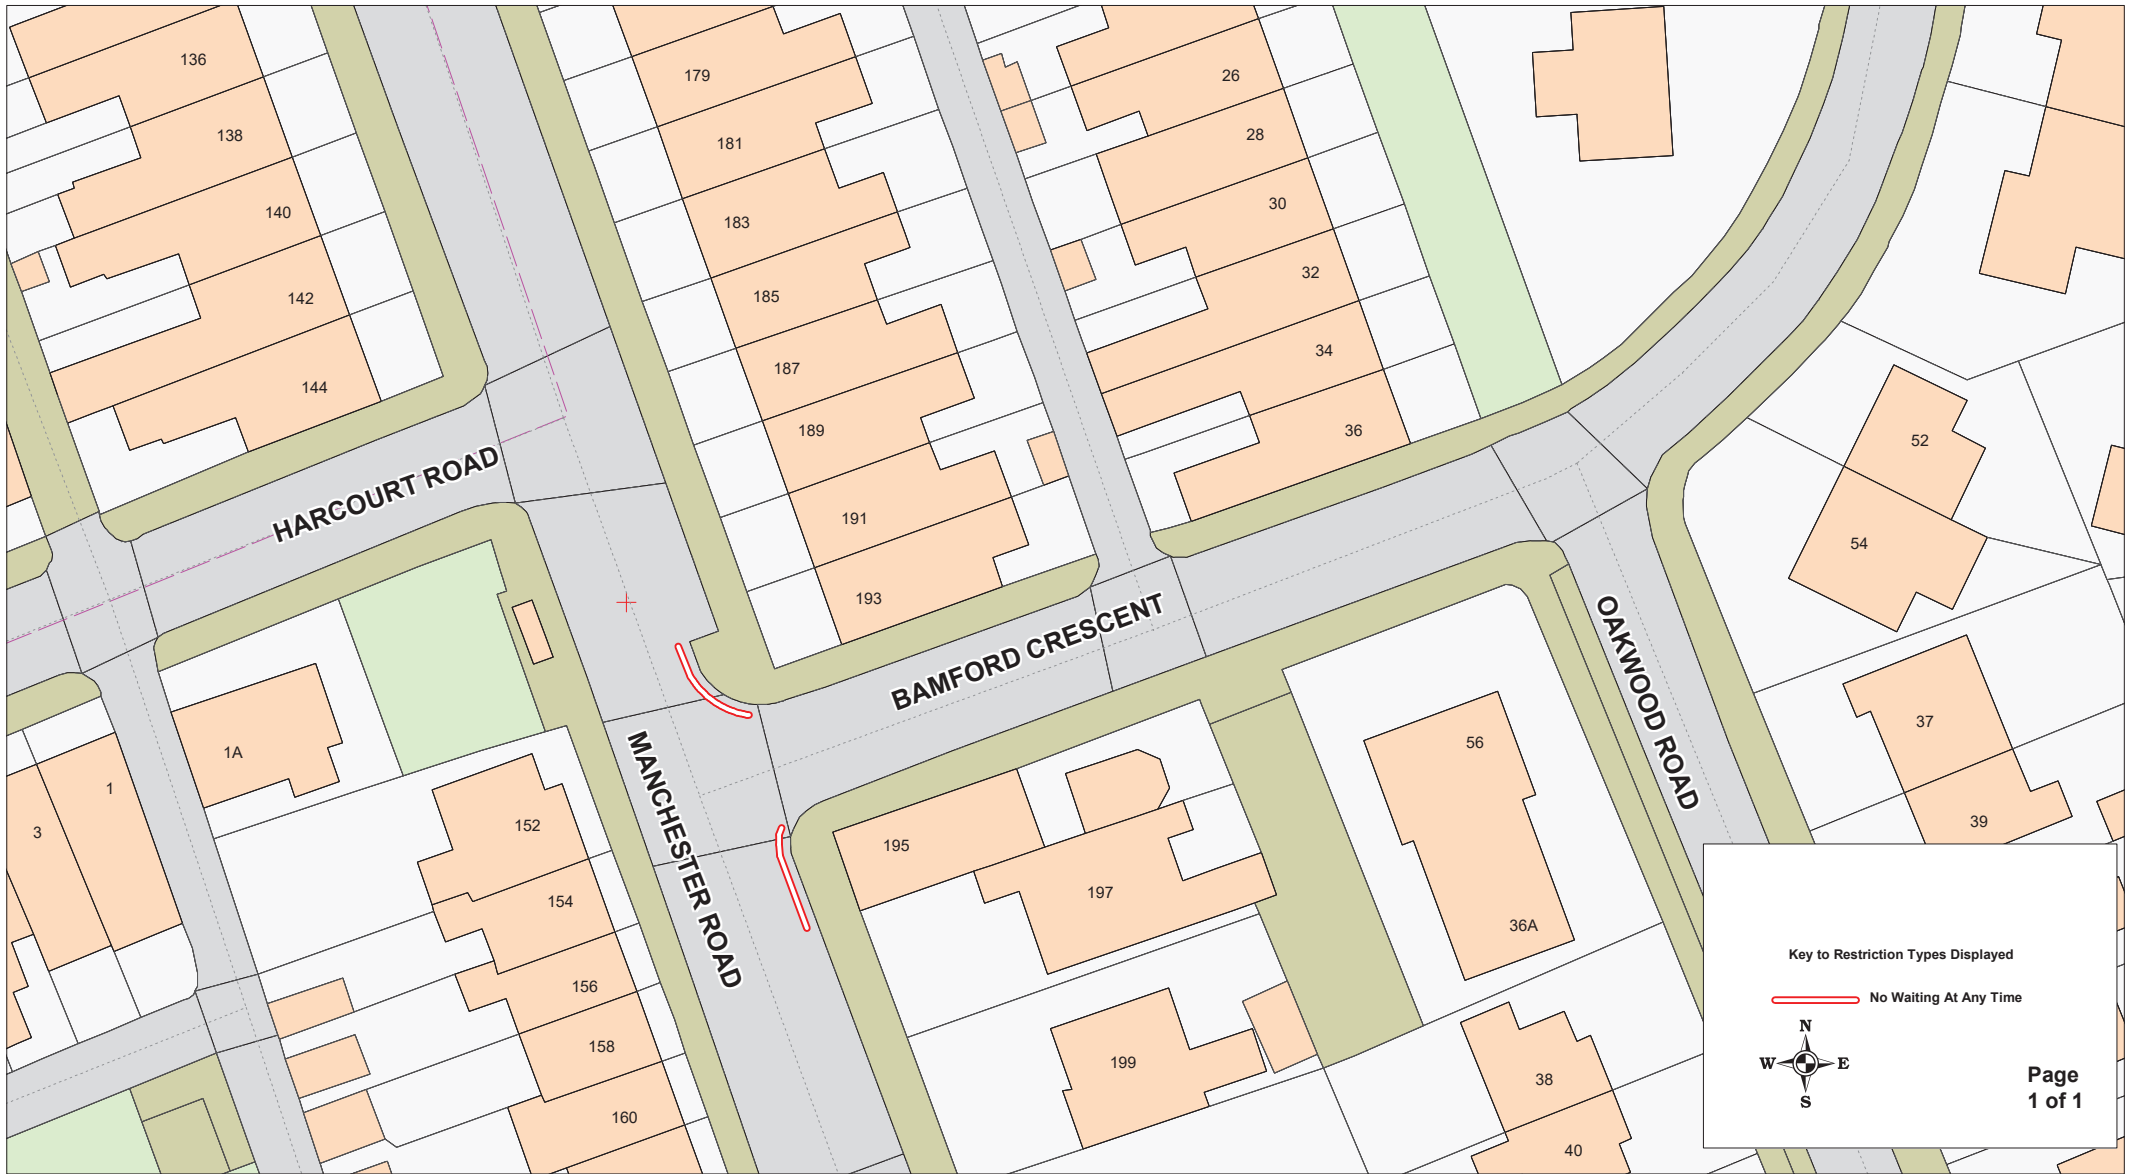 136
138
140
142
144
179
181
183
185
187
189
191
193
26
28
30
32
34
36
HARCOURT ROAD
BAMFORD CRESCENT
MANCHESTER ROAD
OAKWOOD ROAD
52
54
37
39
1A
1
3
152
154
156
158
160
195
197
199
56
36A
38
40
Key to Restriction Types Displayed
No Waiting At Any Time
N
W E
S
Page
1 of 1